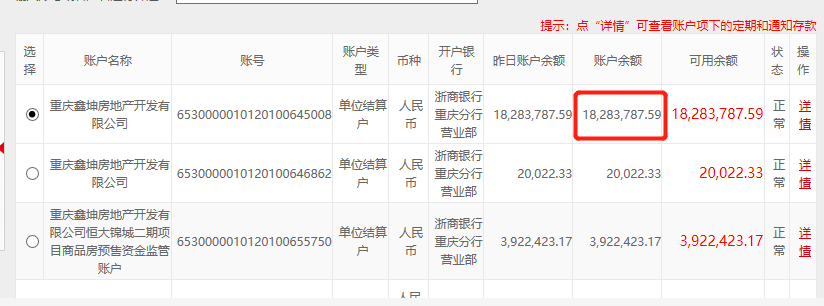 提示：点“详情”可查看账户项下的定期和通知存款
选择 账户名称 账号 账户类型 币种 开户银行 昨日账户余额 账户余额 可用余额 状态 操作
重庆鑫坤房地产开发有限公司 6530000010120100645008 单位结算户 人民币 浙商银行重庆分行营业部 18,283,787.59 18,283,787.59 18,283,787.59 正常 详情
重庆鑫坤房地产开发有限公司 6530000010120100646862 单位结算户 人民币 浙商银行重庆分行营业部 20,022.33 20,022.33 20,022.33 正常 详情
重庆鑫坤房地产开发有限公司恒大锦城二期项目商品房预售资金监管账户 6530000010120100655750 单位结算户 人民币 浙商银行重庆分行营业部 3,922,423.17 3,922,423.17 3,922,423.17 正常 详情
人民